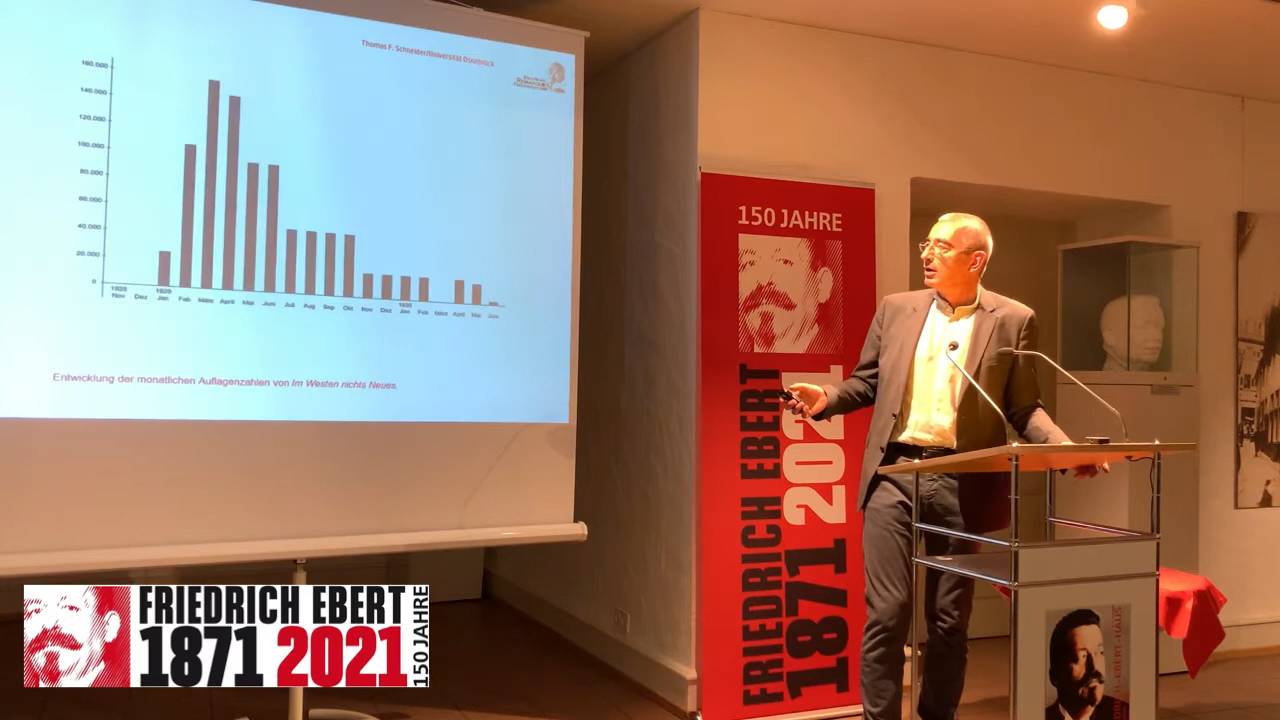 Thomas F. Schneider/Universität Osnabrück
160.000
140.000
120.000
100.000
80.000
60.000
40.000
20.000
0
1928 1929 1930
Nov Dez Jan Feb März April Mai Juni Juli Aug Sep Okt Nov Dez Jan Feb März April Mai Juni
Entwicklung der monatlichen Auflagenzahlen von Im Westen nichts Neues.
150 JAHRE
FRIEDRICH EBERT
1871 2021
FRIEDRICH EBERT
1871 2021
150 JAHRE